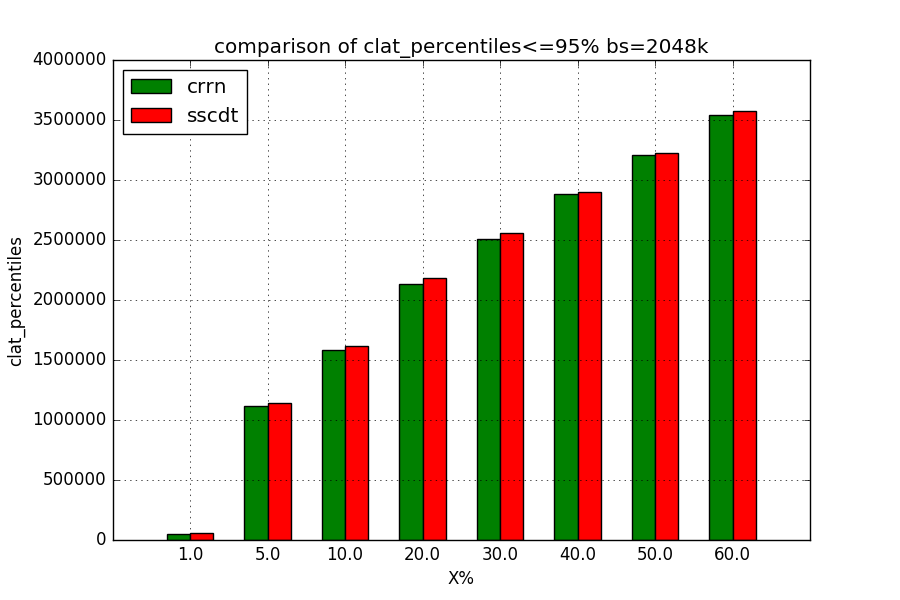 comparison of clat_percentiles<=95% bs=2048k
4000000
3500000
3000000
2500000
2000000
1500000
1000000
500000
0
crrn
sscdt
clat_percentiles
1.0 5.0 10.0 20.0 30.0 40.0 50.0 60.0
X%